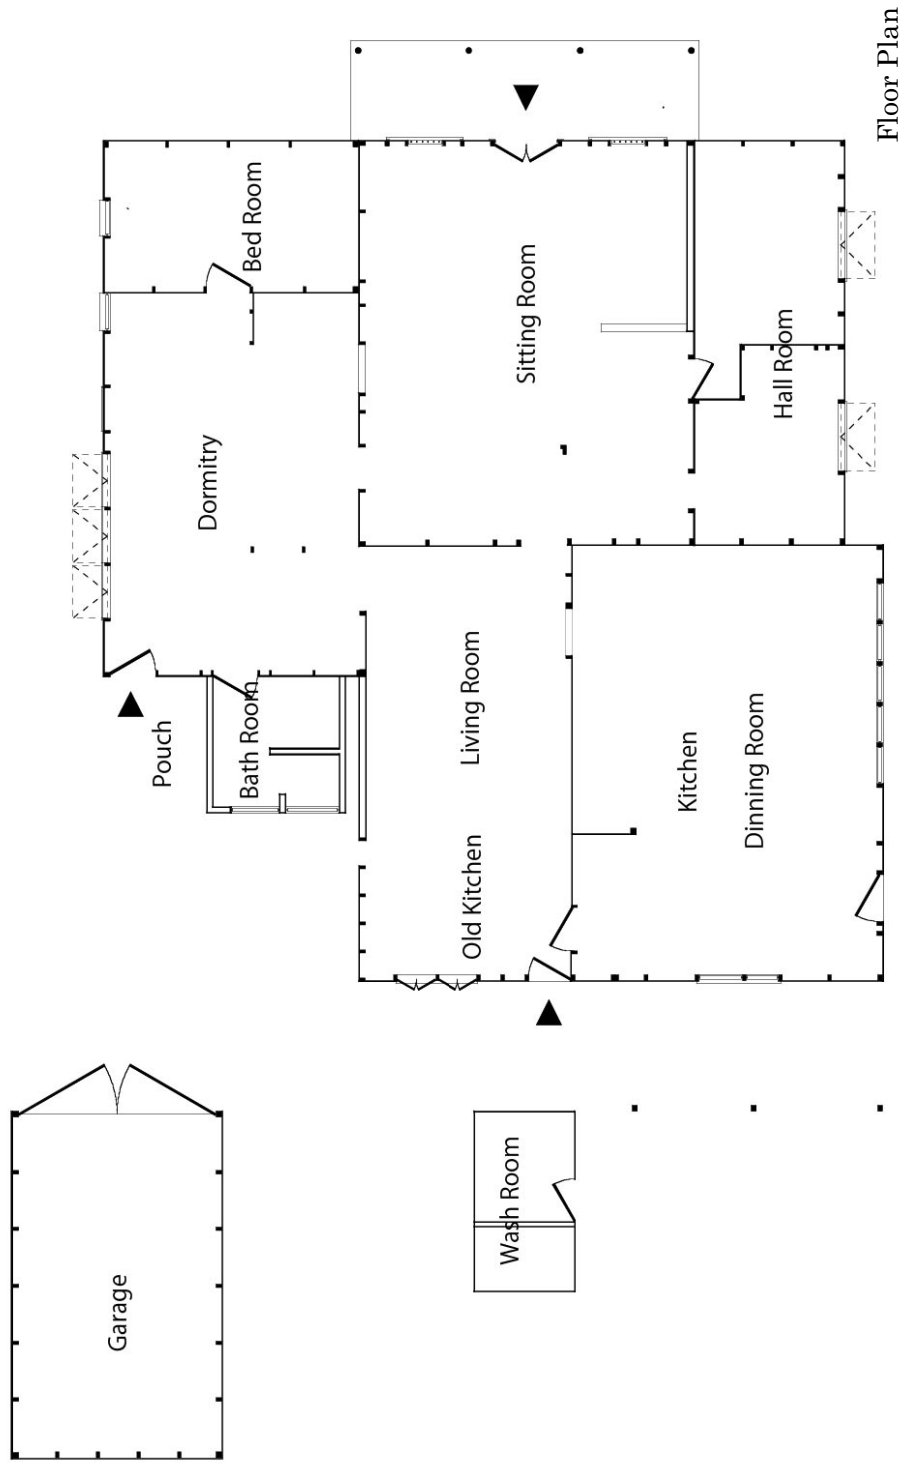 Garage
Pouch
Dormitry
Bath Room
Bed Room
Old Kitchen
Living Room
Wash Room
Sitting Room
Kitchen
Dinning Room
Hall Room
Floor Plan